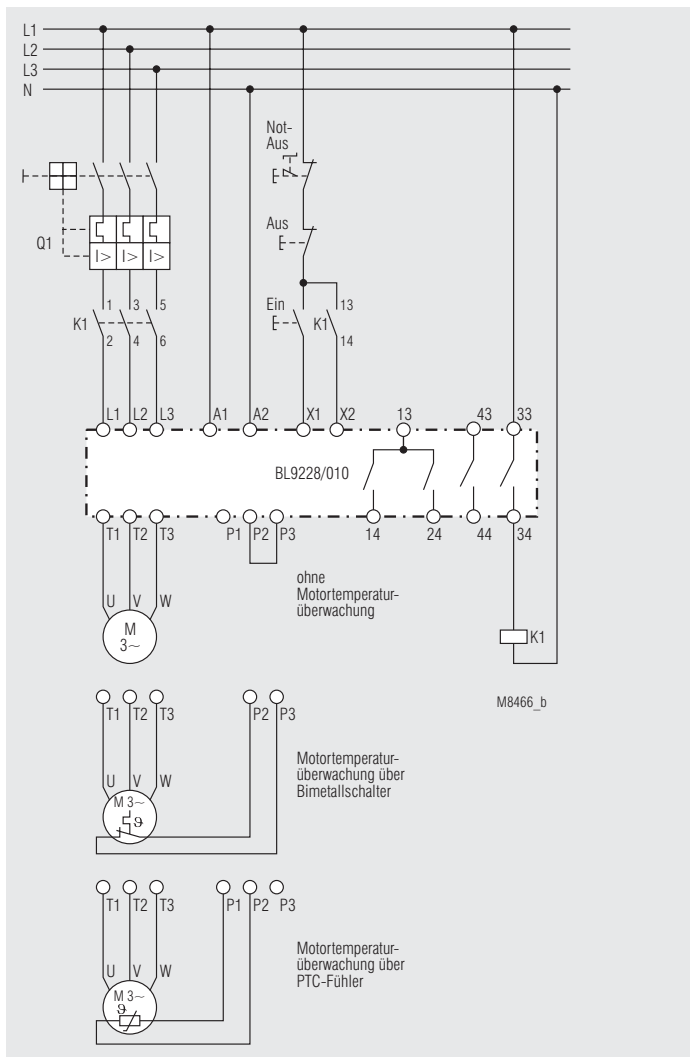 L1
L2
L3
N
Not-
Aus
Aus
Q1
I> I> I>
1 3 5
K1
2 4 6
Ein
K1
13
14
L1 L2 L3 A1 A2 X1 X2 13 43 33
BL9228/010
T1 T2 T3 P1 P2 P3 14 24 44 34
U V W
M
3~
ohne
Motortemperatur-
überwachung
K1
M8466_b
T1 T2 T3 P2 P3
U V W
M 3~
ϑ
Motortemperatur-
überwachung über
Bimetallschalter
T1 T2 T3 P1 P2 P3
U V W
M 3~
ϑ
Motortemperatur-
überwachung über
PTC-Fühler